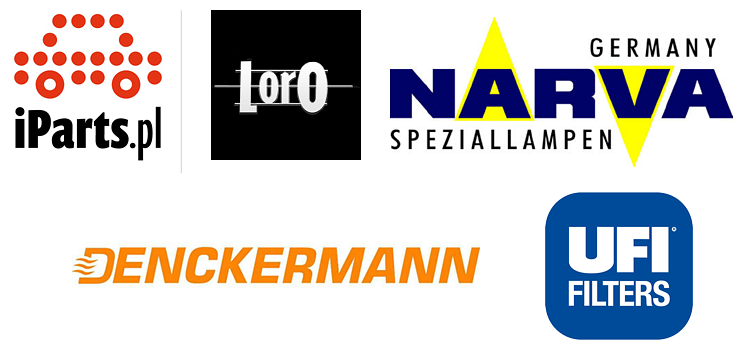 iParts.pl
LorO
GERMANY
NARVA
SPEZIALLAMPEN
DENCKERMANN
UFI
FILTERS